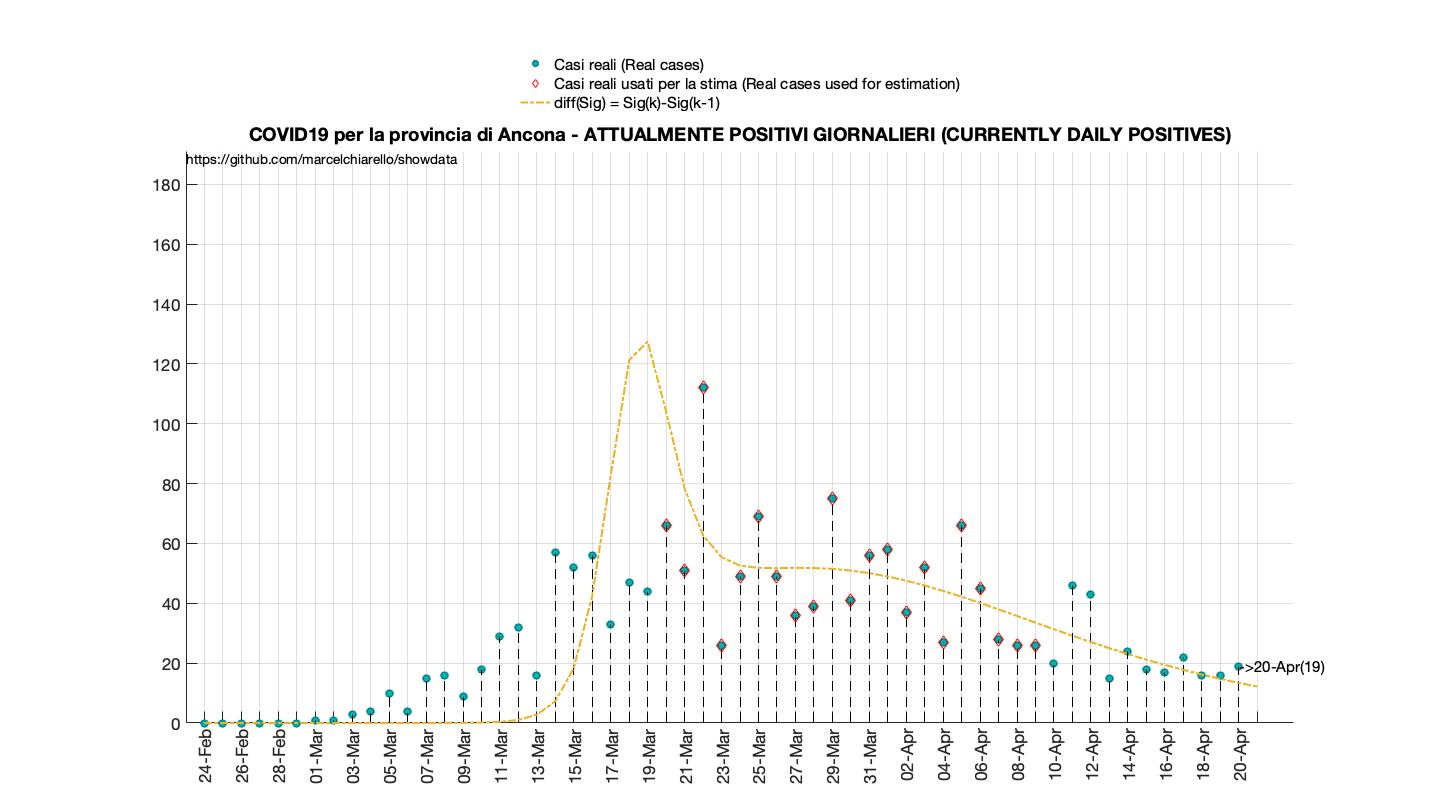 Casi reali (Real cases)
Casi reali usati per la stima (Real cases used for estimation)
diff(Sig) = Sig(k)-Sig(k-1)
COVID19 per la provincia di Ancona - ATTUALMENTE POSITIVI GIORNALIERI (CURRENTLY DAILY POSITIVES)
https://github.com/marcelchiarello/showdata
180
160
140
120
100
80
60
40
20
0
->20-Apr(19)
24-Feb
26-Feb
28-Feb
01-Mar
03-Mar
05-Mar
07-Mar
09-Mar
11-Mar
13-Mar
15-Mar
17-Mar
19-Mar
21-Mar
23-Mar
25-Mar
27-Mar
29-Mar
31-Mar
02-Apr
04-Apr
06-Apr
08-Apr
10-Apr
12-Apr
14-Apr
16-Apr
18-Apr
20-Apr